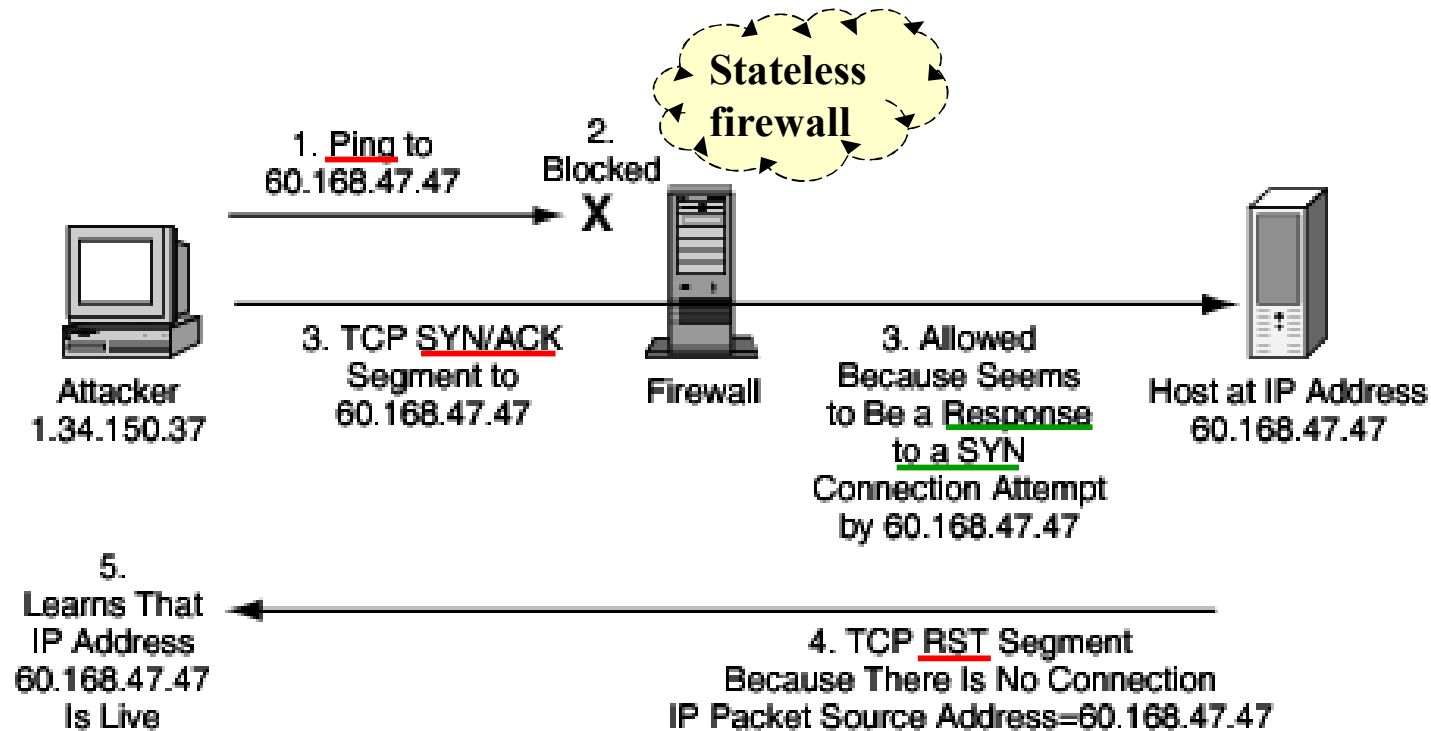 Stateless
firewall
1. Ping to
60.168.47.47
2.
Blocked
X
3. TCP SYN/ACK
Segment to
60.168.47.47
Attacker
1.34.150.37
Firewall
3. Allowed
Because Seems
to Be a Response
to a SYN
Connection Attempt
by 60.168.47.47
Host at IP Address
60.168.47.47
5.
Learns That
IP Address
60.168.47.47
Is Live
4. TCP RST Segment
Because There Is No Connection
IP Packet Source Address=60.168.47.47